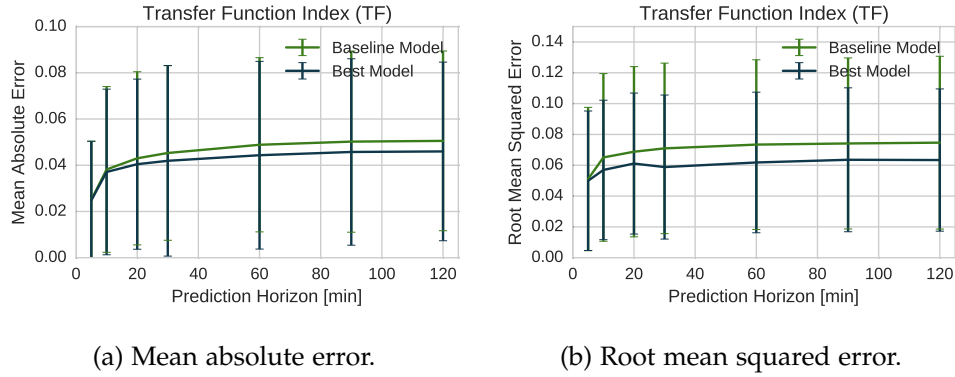 Transfer Function Index (TF)
Mean Absolute Error
0.10
0.08
0.06
0.04
0.02
0.00
Baseline Model
Best Model
0 20 40 60 80 100 120
Prediction Horizon [min]
(a) Mean absolute error.
Transfer Function Index (TF)
Root Mean Squared Error
0.14
0.12
0.10
0.08
0.06
0.04
0.02
0.00
Baseline Model
Best Model
0 20 40 60 80 100 120
Prediction Horizon [min]
(b) Root mean squared error.